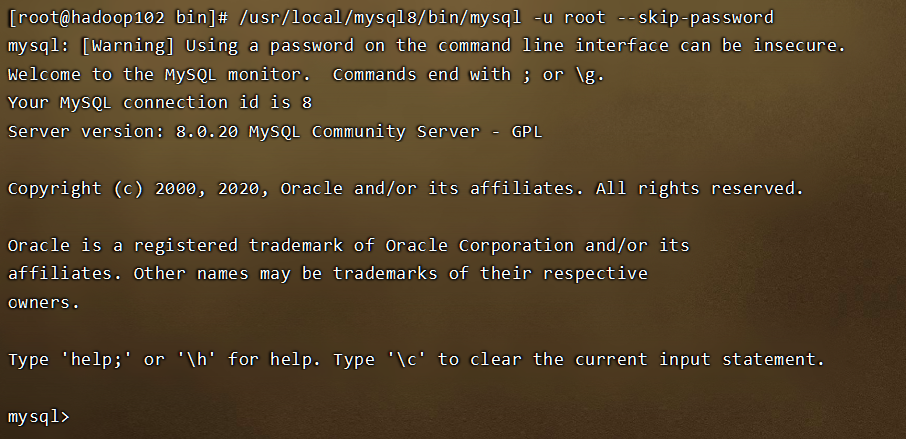 [root@hadoop102 bin]# /usr/local/mysql8/bin/mysql -u root --skip-password
mysql: [Warning] Using a password on the command line interface can be insecure.
Welcome to the MySQL monitor.  Commands end with ; or \g.
Your MySQL connection id is 8
Server version: 8.0.20 MySQL Community Server - GPL
Copyright (c) 2000, 2020, Oracle and/or its affiliates. All rights reserved.
Oracle is a registered trademark of Oracle Corporation and/or its
affiliates. Other names may be trademarks of their respective
owners.
Type 'help;' or '\h' for help. Type '\c' to clear the current input statement.
mysql>